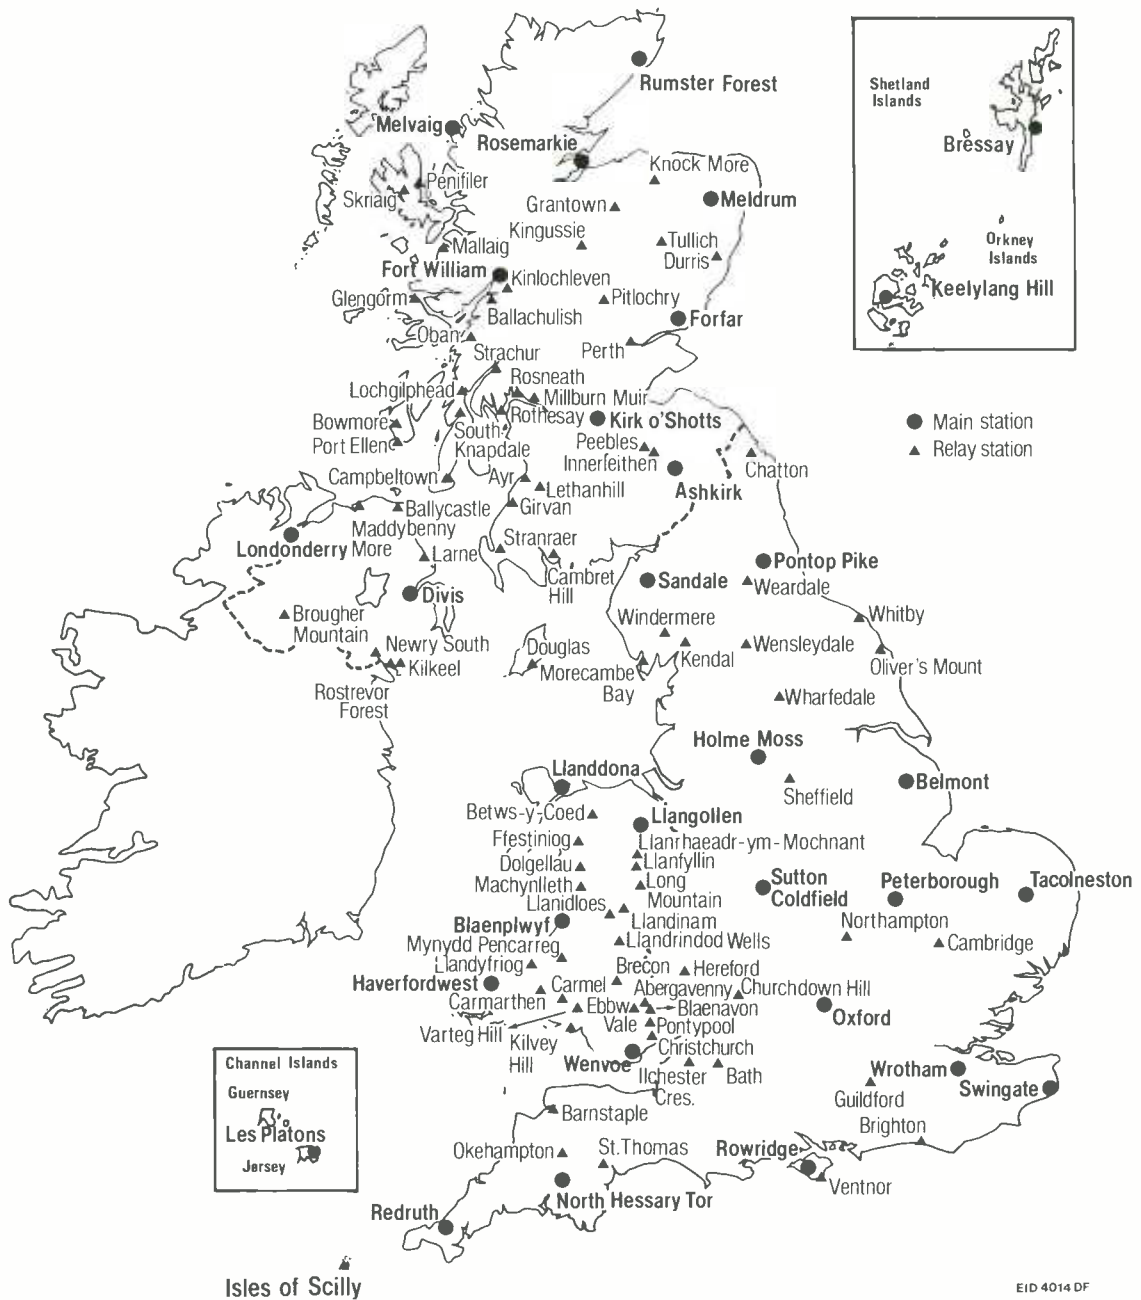 Rumster Forest
Melvaig
Rosemarkie
Knock More
Penifiler
Skriaig
Grantown
Meldrum
Kingussie
Mallaig
Tullich
Durris
Fort William
Kinlochleven
Glengorm
Pitlochry
Ballachulish
Forfar
Oban
Strachur
Perth
Rosneath
Lochgilphead
Millburn Muir
Rothesay
Bowmore
Kirk o'Shotts
Port Ellen
South
Knapdale
Peebles
Innerleithen
Chatton
Campbeltown
Ayr
Lethanhill
Ashkirk
Ballycastle
Girvan
Maddybenny
More
Londonderry
Stranraer
Larne
Cambret
Hill
Pontop Pike
Sandale
Weardale
Divis
Brougher
Mountain
Windermere
Whitby
Newry South
Douglas
Wensleydale
Kilkeel
Kendal
Oliver's Mount
Morecambe
Bay
Rostrevor
Forest
Wharfedale
Holme Moss
Llanddona
Belmont
Sheffield
Betws-y-Coed
Llangollen
Ffestiniog
Llanrhaeadr-ym-Mochnant
Dolgellau
Llanfyllin
Machynlleth
Long
Mountain
Sutton
Coldfield
Peterborough
Tacolneston
Llanidloes
Llandinam
Blaenplwyf
Northampton
Cambridge
Mynydd Pencarreg
Llandrindod Wells
Llandyfriog
Brecon
Hereford
Haverfordwest
Carmel
Abergavenny
Churchdown Hill
Carmarthen
Ebbw
Vale
Blaenavon
Oxford
Varteg Hill
Kilvey
Hill
Pontypool
Christchurch
Wenvoe
Ilchester
Cres.
Bath
Wrotham
Swingate
Guildford
Barnstaple
Brighton
Okehampton
St.Thomas
Rowridge
Ventnor
North Hessary Tor
Redruth
Isles of Scilly
Shetland
Islands
Bressay
Orkney
Islands
Keelylang Hill
Main station
Relay station
Channel Islands
Guernsey
Les Platons
Jersey
EID 4014 DF